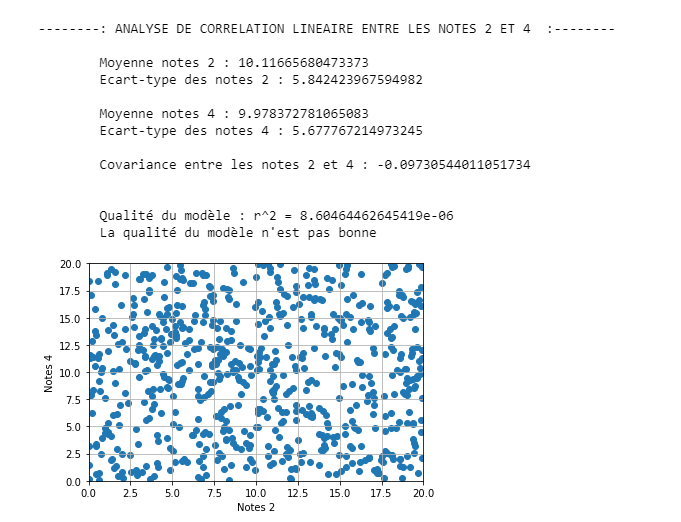 --------: ANALYSE DE CORRELATION LINEAIRE ENTRE LES NOTES 2 ET 4 :--------
Moyenne notes 2 : 10.11665680473373
Ecart-type des notes 2 : 5.842423967594982
Moyenne notes 4 : 9.978372781065083
Ecart-type des notes 4 : 5.677767214973245
Covariance entre les notes 2 et 4 : -0.09730544011051734
Qualité du modèle : r^2 = 8.60464462645419e-06
La qualité du modèle n'est pas bonne
20.0
17.5
15.0
12.5
10.0
7.5
5.0
2.5
0.0
Notes 4
0.0 2.5 5.0 7.5 10.0 12.5 15.0 17.5 20.0
Notes 2